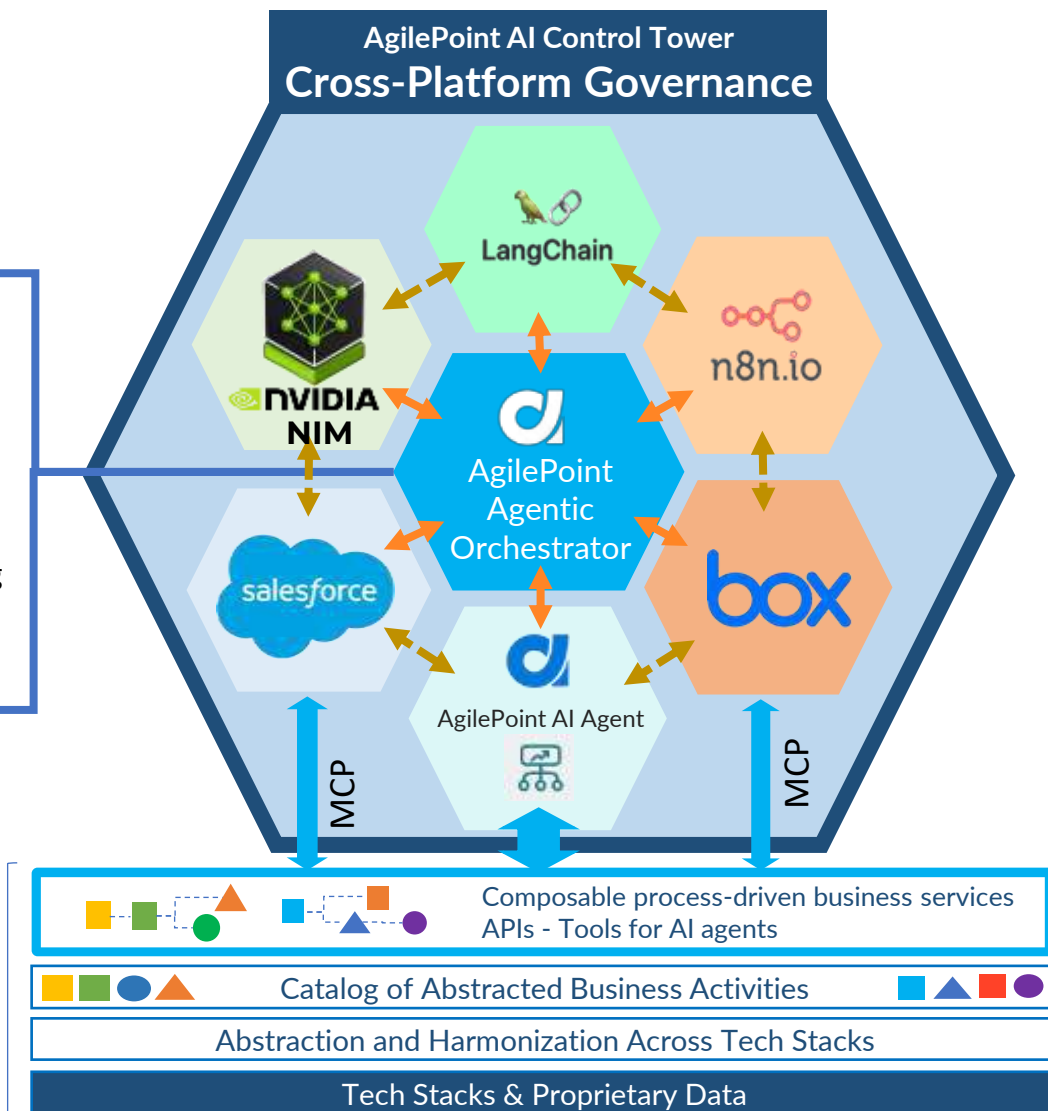 AgilePoint AI Control Tower
Cross-Platform Governance
LangChain
NVIDIA
NIM
n8n.io
AgilePoint
Agentic
Orchestrator
salesforce
box
AgilePoint AI Agent
MCP
MCP
g
Composable process-driven business services
APIs - Tools for AI agents
Catalog of Abstracted Business Activities
Abstraction and Harmonization Across Tech Stacks
Tech Stacks & Proprietary Data